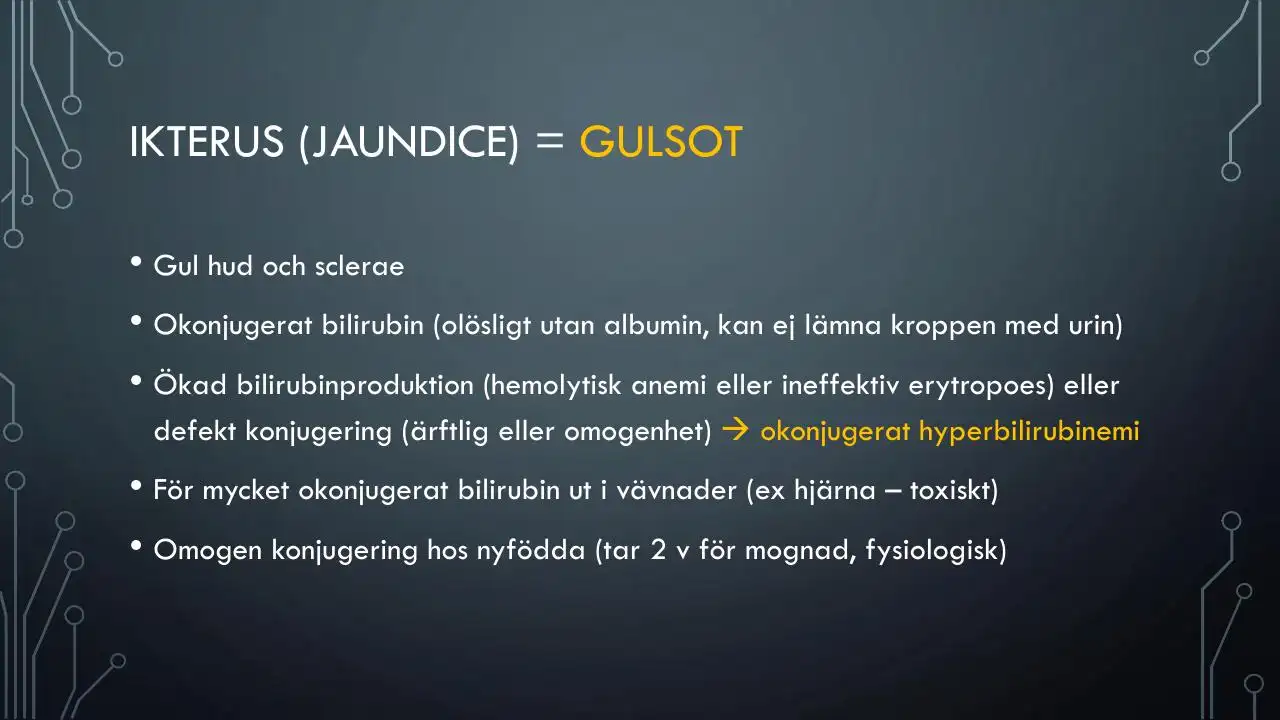 IKTERUS (JAUNDICE) = GULSOT
• Gul hud och sclerae
• Okonjugerat bilirubin (olösligt utan albumin, kan ej lämna kroppen med urin)
• Ökad bilirubinproduktion (hemolytisk anemi eller ineffektiv erytropoes) eller
defekt konjugering (ärftlig eller omogenhet) → okonjugerat hyperbilirubinemi
• För mycket okonjugerat bilirubin ut i vävnader (ex hjärna – toxiskt)
• Omogen konjugering hos nyfödda (tar 2 v för mognad, fysiologisk)